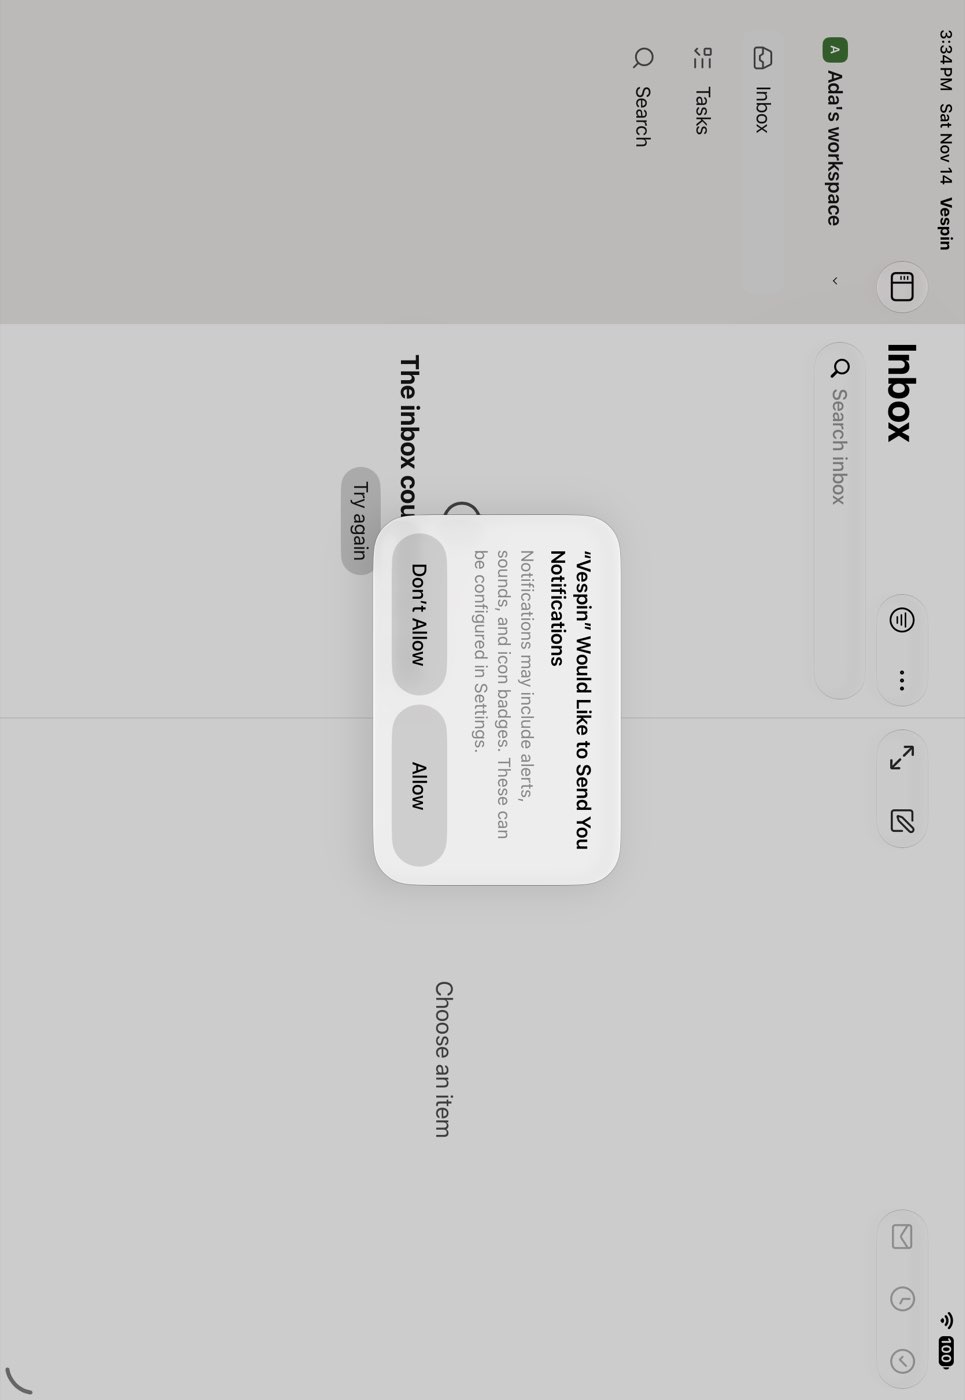 3:34 PM Sat Nov 14 Vespin
100
Inbox
A Ada's workspace
Search inbox
Inbox
Tasks
Search
“Vespin” Would Like to Send You
Notifications
Notifications may include alerts,
sounds, and icon badges. These can
be configured in Settings.
Don’t Allow
Allow
The inbox cou
Try again
Choose an item